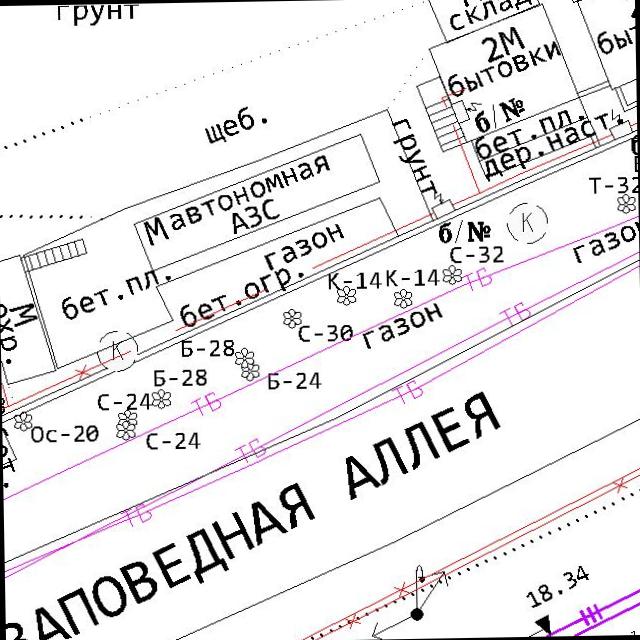 грунт
склад
2М
бытовки
щеб.
б/№
бет.пл.
дер.наст.
грунт
Мавтономная
АЗС
Т-32
б/№
К
газон
газон
С-32
бет.пл.
бет.огр.
К-14
К-14
М
ТБ
С-30
газон
ТБ
К
Б-28
Б-28
Б-24
ТБ
ТБ
С-24
Ос-20
С-24
ТБ
ТБ
ЗАПОВЕДНАЯ АЛЛЕЯ
18.34